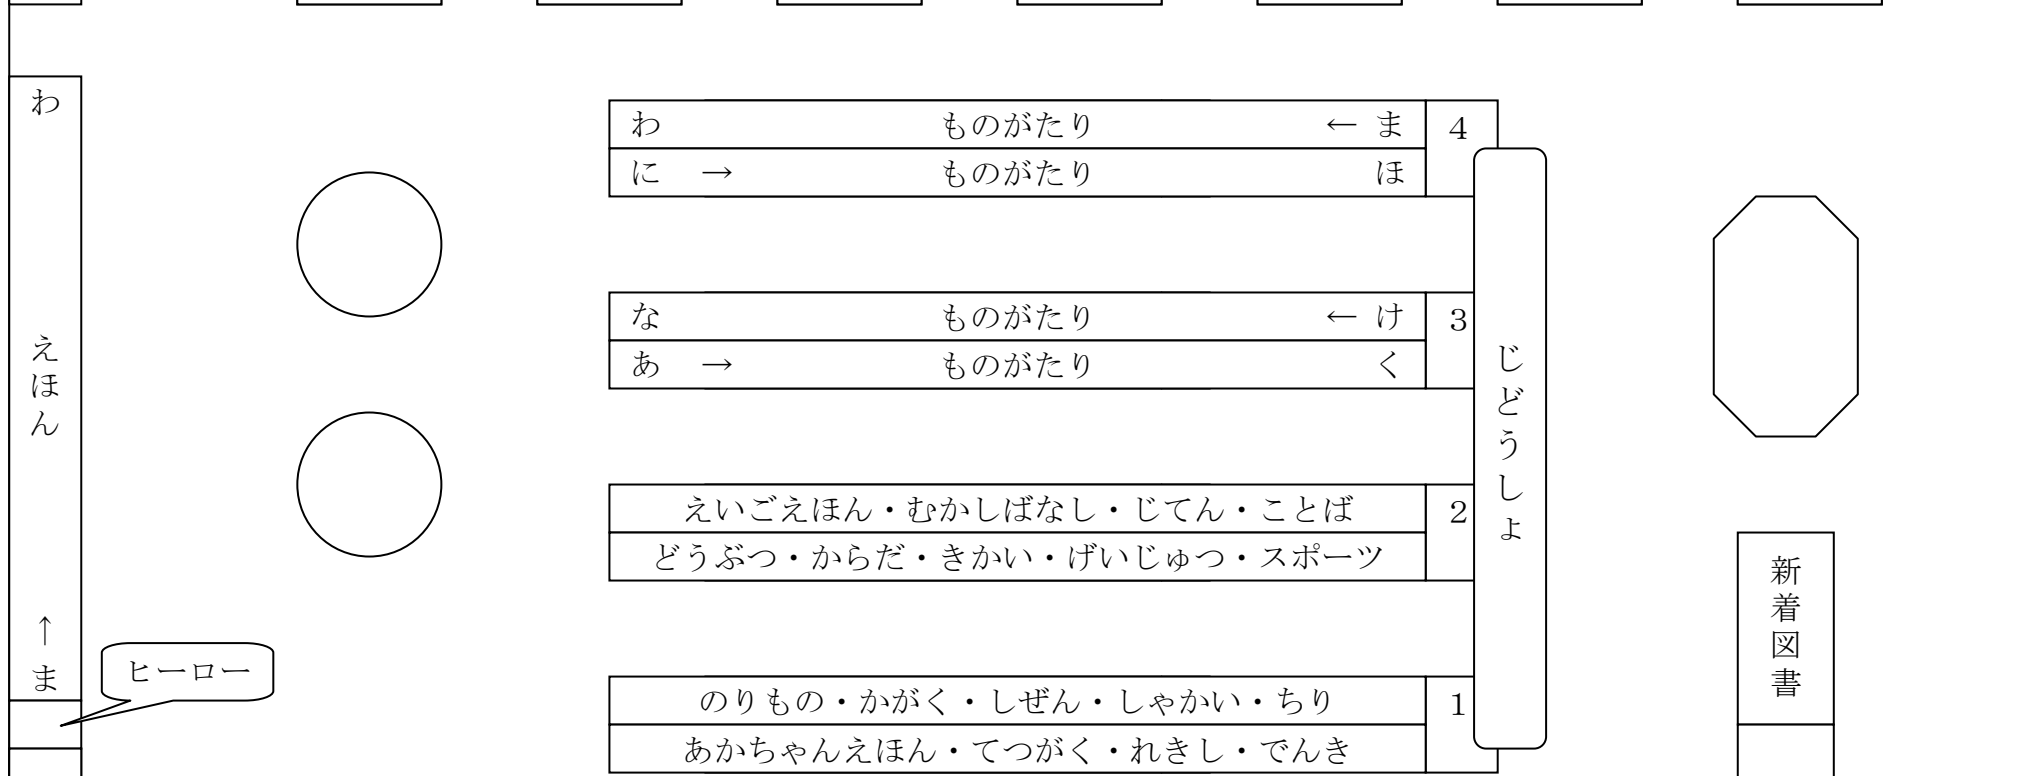 わ
えほん
↑
ま
ヒーロー
わ ものがたり ← ま
に → ものがたり ほ
4
な ものがたり ← け
あ → ものがたり く
3
えいごえほん・むかしばなし・じてん・ことば
どうぶつ・からだ・きかい・げいじゅつ・スポーツ
2
のりもの・かがく・しぜん・しゃかい・ちり
あかちゃんえほん・てつがく・れきし・でんき
1
じどうしょ
新着図書